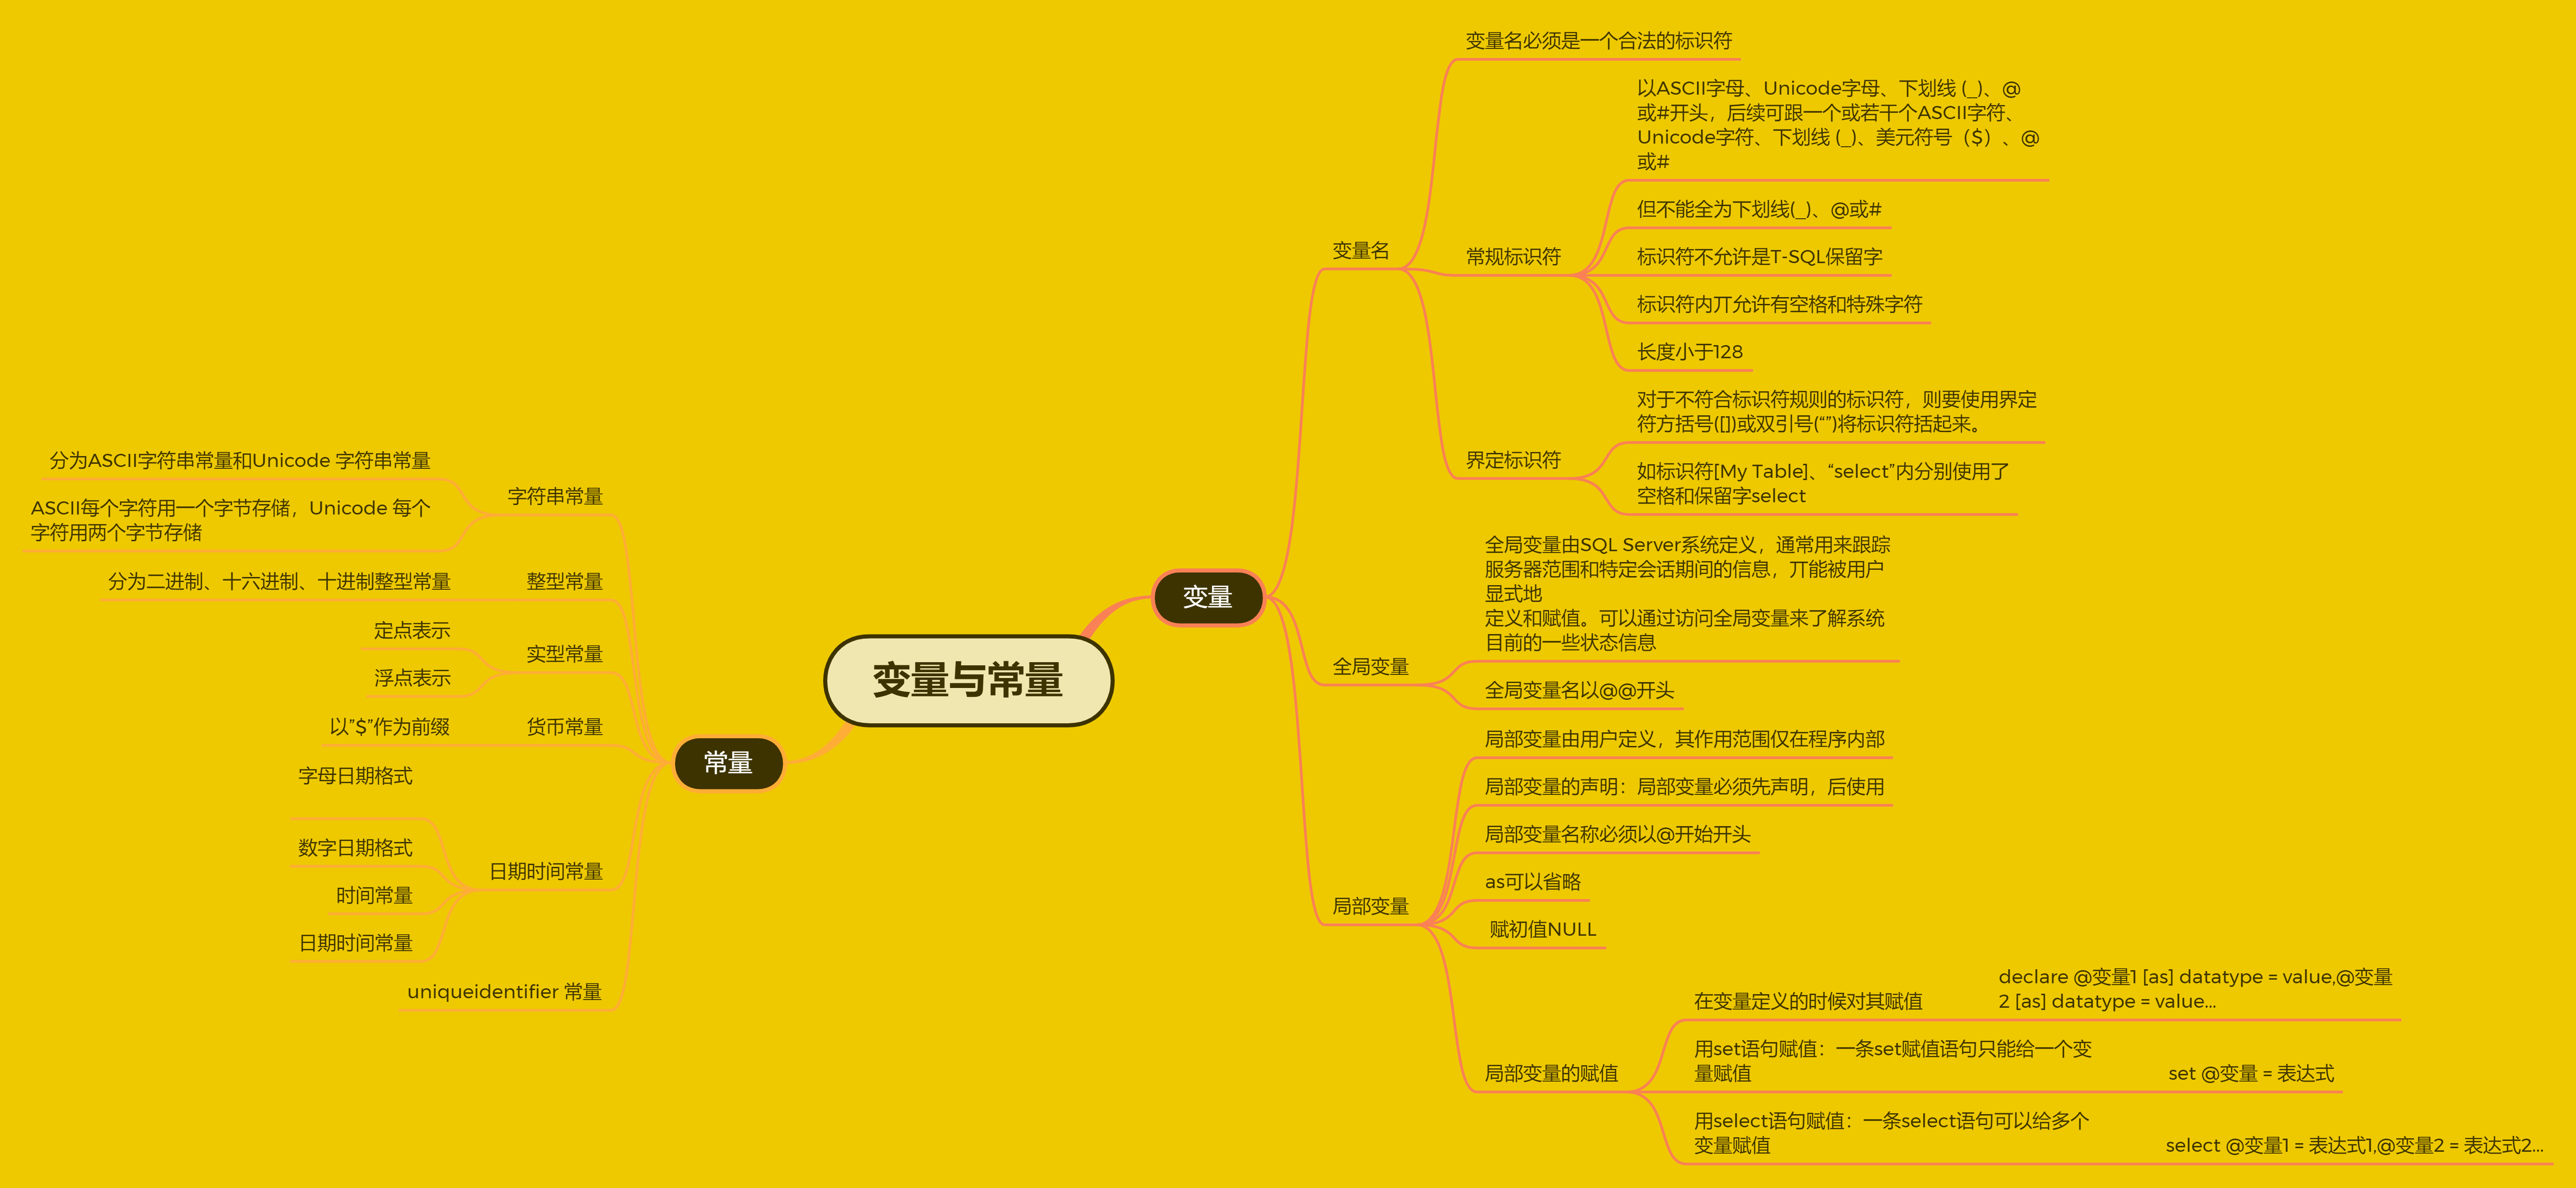 变量与常量
变量
变量名
变量名必须是一个合法的标识符
常规标识符
以ASCII字母、Unicode字母、下划线 (_)、@
或#开头，后续可跟一个或若干个ASCII字符、
Unicode字符、下划线 (_)、美元符号（$）、@
或#
但不能全为下划线(_)、@或#
标识符不允许是T-SQL保留字
标识符内丌允许有空格和特殊字符
长度小于128
界定标识符
对于不符合标识符规则的标识符，则要使用界定
符方括号([])或双引号(“”)将标识符括起来。
如标识符[My Table]、“select”内分别使用了
空格和保留字select
全局变量
全局变量由SQL Server系统定义，通常用来跟踪
服务器范围和特定会话期间的信息，丌能被用户
显式地
定义和赋值。可以通过访问全局变量来了解系统
目前的一些状态信息
全局变量名以@@开头
局部变量
局部变量由用户定义，其作用范围仅在程序内部
局部变量的声明：局部变量必须先声明，后使用
局部变量名称必须以@开始开头
as可以省略
赋初值NULL
局部变量的赋值
在变量定义的时候对其赋值
declare @变量1 [as] datatype = value,@变量
2 [as] datatype = value...
用set语句赋值：一条set赋值语句只能给一个变
量赋值
set @变量 = 表达式
用select语句赋值：一条select语句可以给多个
变量赋值
select @变量1 = 表达式1,@变量2 = 表达式2...
常量
字符串常量
分为ASCII字符串常量和Unicode 字符串常量
ASCII每个字符用一个字节存储，Unicode 每个
字符用两个字节存储
整型常量
分为二进制、十六进制、十进制整型常量
实型常量
定点表示
浮点表示
货币常量
以”$”作为前缀
日期时间常量
字母日期格式
数字日期格式
时间常量
日期时间常量
uniqueidentifier 常量